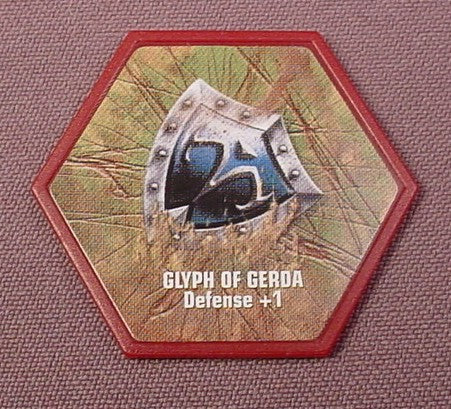 GLYPH OF GERDA
Defense +1